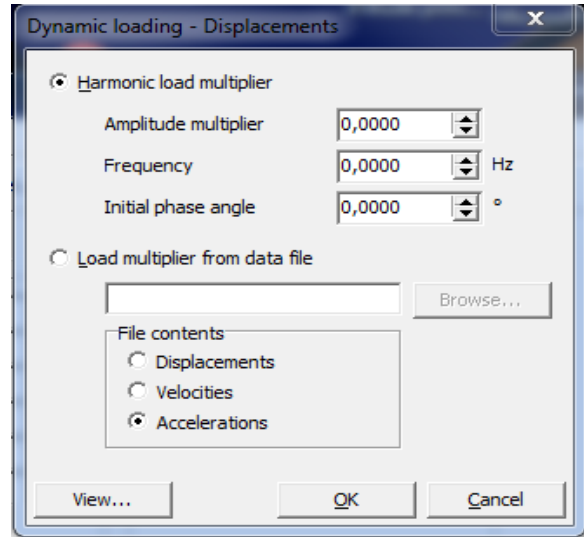 Dynamic loading - Displacements
x
Harmonic load multiplier
Amplitude multiplier 0,0000
Frequency 0,0000 Hz
Initial phase angle 0,0000 °
Load multiplier from data file
Browse...
File contents
Displacements
Velocities
Accelerations
View... OK Cancel